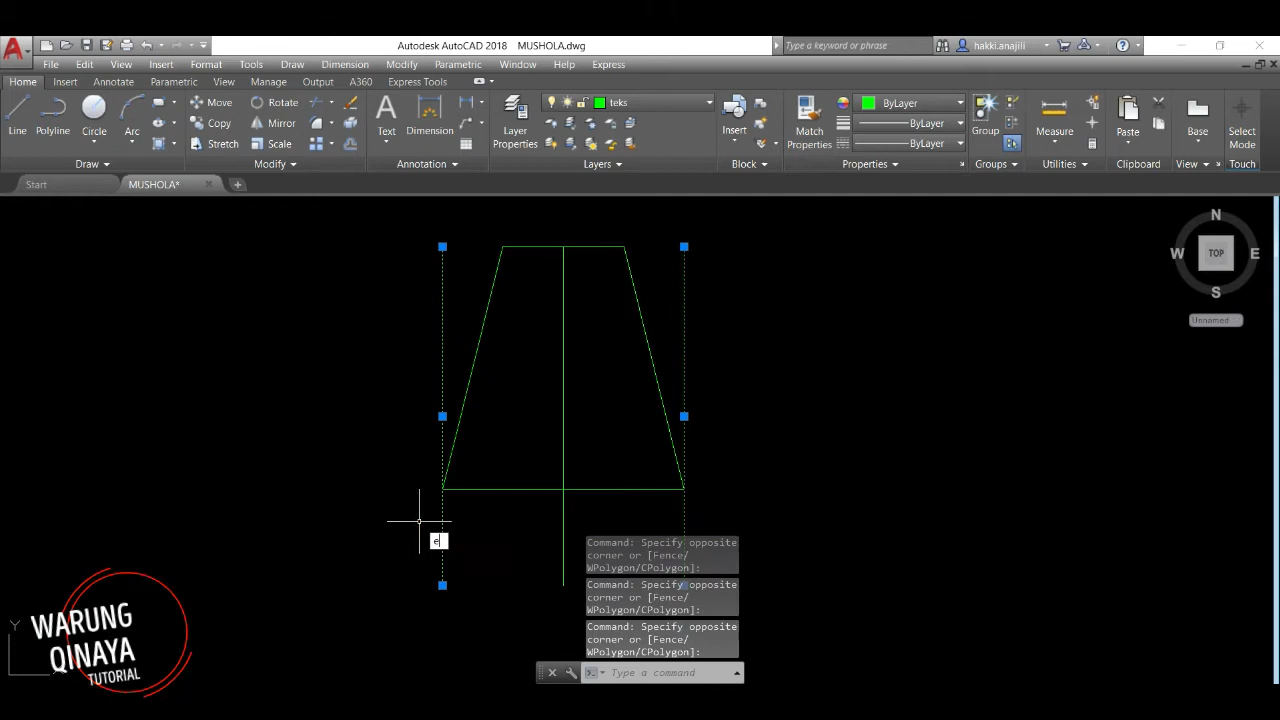 Autodesk AutoCAD 2018 MUSHOLA.dwg
Type a keyword or phrase
hakki.anajili
File Edit View Insert Format Tools Draw Dimension Modify Parametric Window Help Express
Home Insert Annotate Parametric View Manage Output A360 Express Tools
Line Polyline Circle Arc
Move Rotate
Copy Mirror
Stretch Scale
Text Dimension
Layer Properties
teks
Insert
Match Properties
ByLayer
ByLayer
ByLayer
Group
Measure
Paste
Base
Select Mode
Draw Modify Annotation Layers Block Properties Groups Utilities Clipboard View Touch
Start MUSHOLA*
N
W TOP E
S
Unnamed
e
Command: Specify opposite
corner or [Fence/
WPolygon/CPolygon]:
Command: Specify opposite
corner or [Fence/
WPolygon/CPolygon]:
Command: Specify opposite
corner or [Fence/
WPolygon/CPolygon]:
Type a command
Y
WARUNG
QINAYA
TUTORIAL